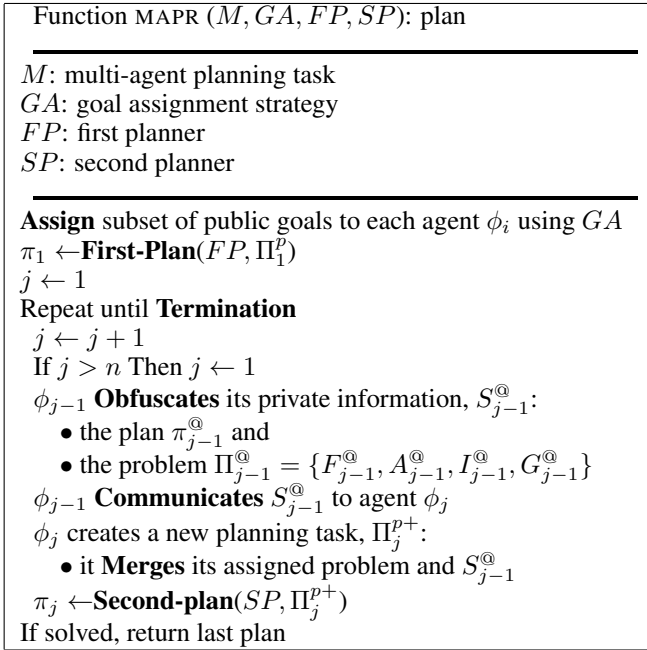 Function MAPR (M, GA, FP, SP): plan
M: multi-agent planning task
GA: goal assignment strategy
FP: first planner
SP: second planner
Assign subset of public goals to each agent ϕ_i using GA
π_1 ←First-Plan(FP, Π_1^p)
j ← 1
Repeat until Termination
j ← j + 1
If j > n Then j ← 1
ϕ_{j−1} Obfuscates its private information, S_{j−1}^@:
• the plan π_{j−1}^@ and
• the problem Π_{j−1}^@ = {F_{j−1}^@, A_{j−1}^@, I_{j−1}^@, G_{j−1}^@}
ϕ_{j−1} Communicates S_{j−1}^@ to agent ϕ_j
ϕ_j creates a new planning task, Π_j^{p+}:
• it Merges its assigned problem and S_{j−1}^@
π_j ←Second-plan(SP, Π_j^{p+})
If solved, return last plan